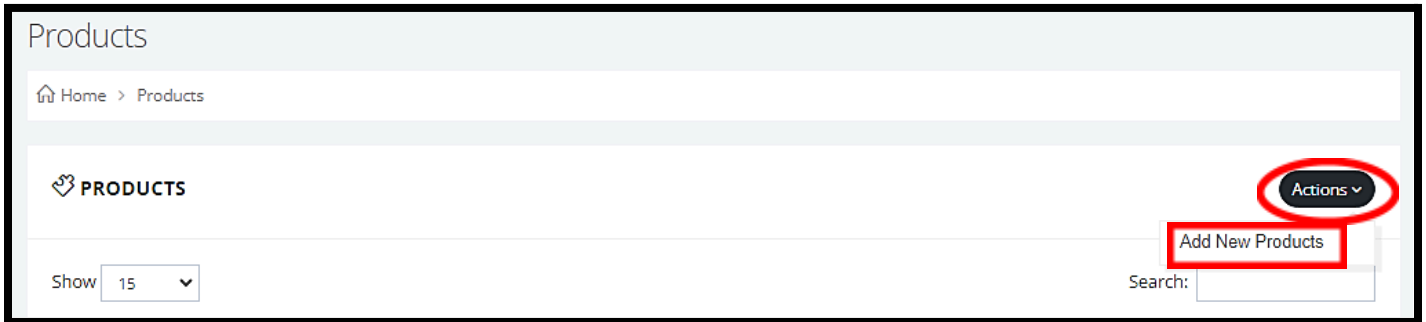 Products
Home > Products
PRODUCTS
Actions
Add New Products
Show 15
Search: